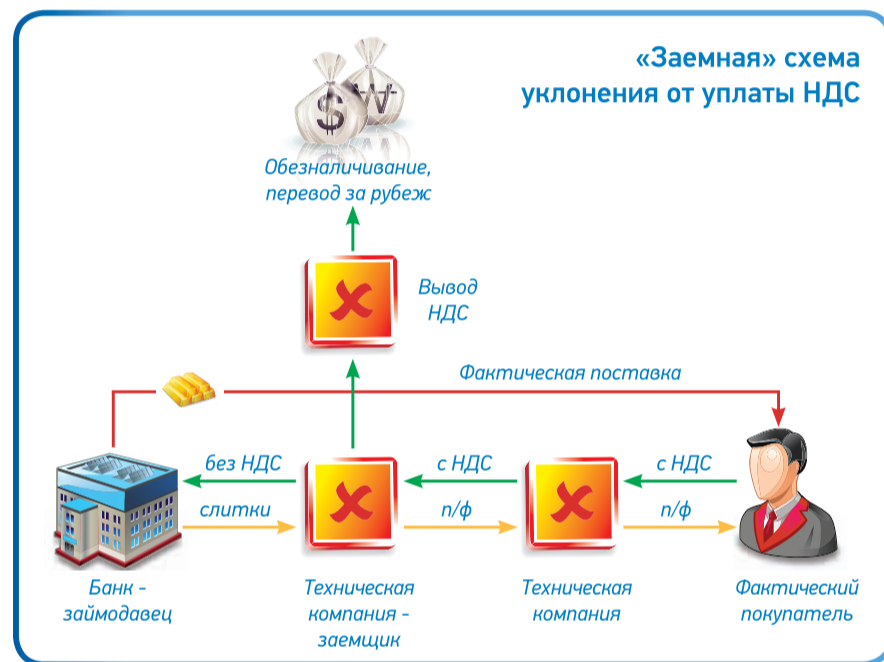 «Заемная» схема
уклонения от уплаты НДС
$ W
Обезналичивание,
перевод за рубеж
Вывод
НДС
Фактическая поставка
без НДС
с НДС
с НДС
слитки
п/ф
п/ф
Банк -
займодавец
Техническая
компания -
заемщик
Техническая
компания
Фактический
покупатель